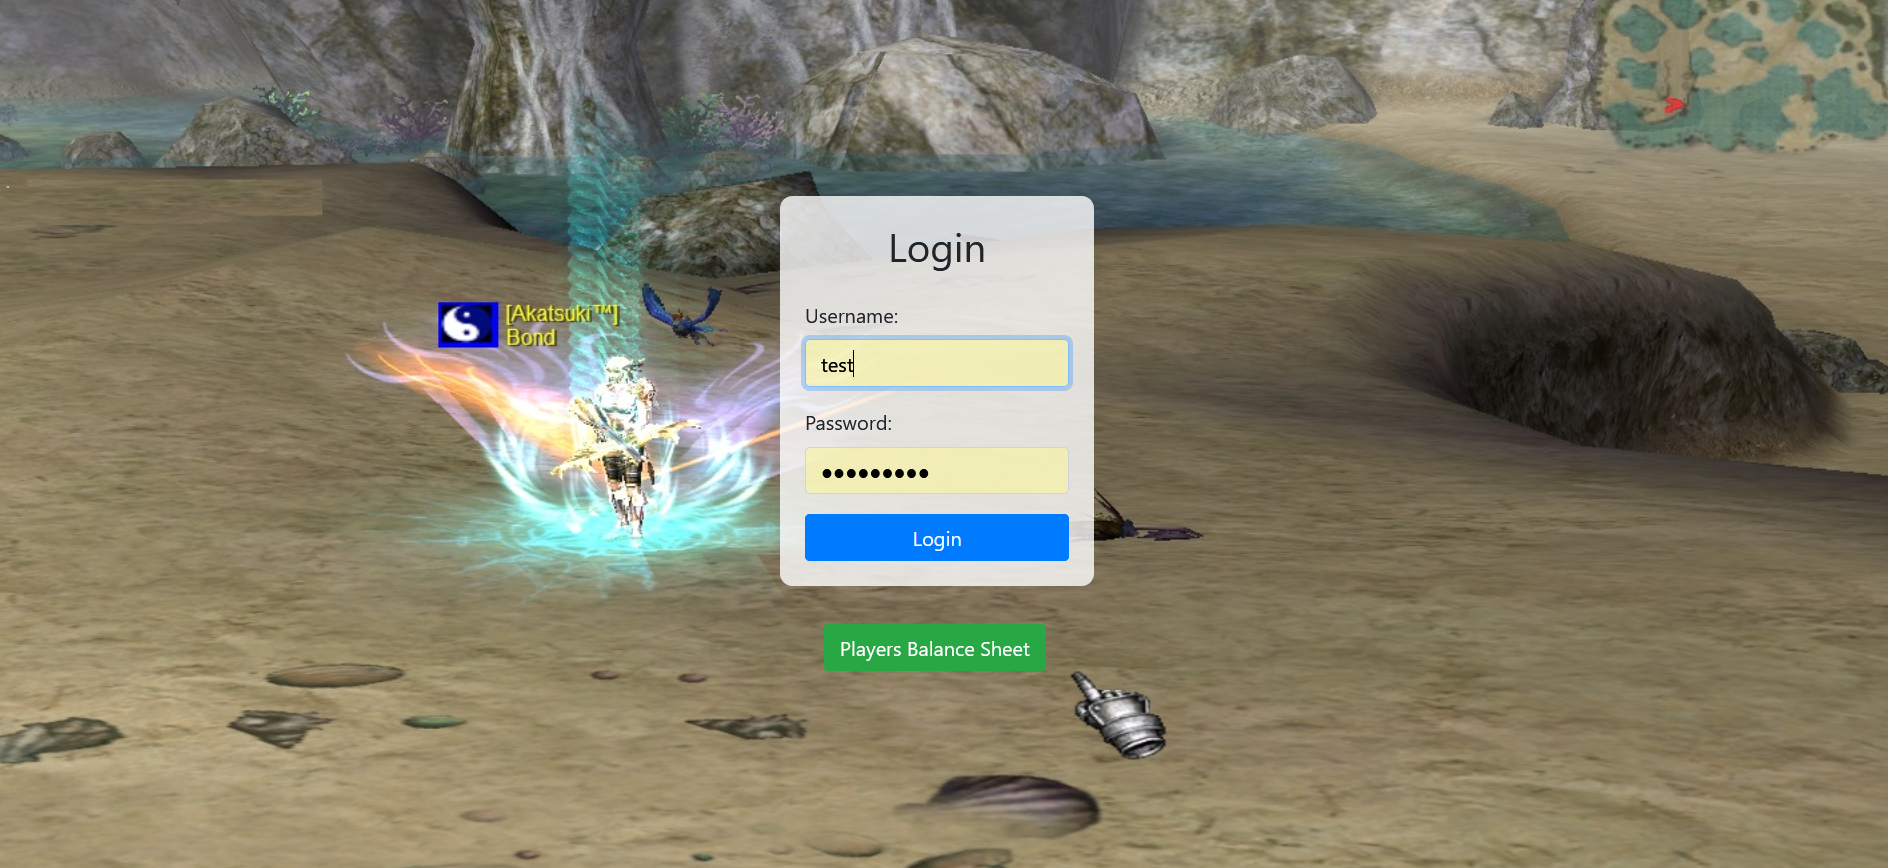 Login
[Akatsuki™]
Bond
Username:
test
Password:
•••••••••
Login
Players Balance Sheet